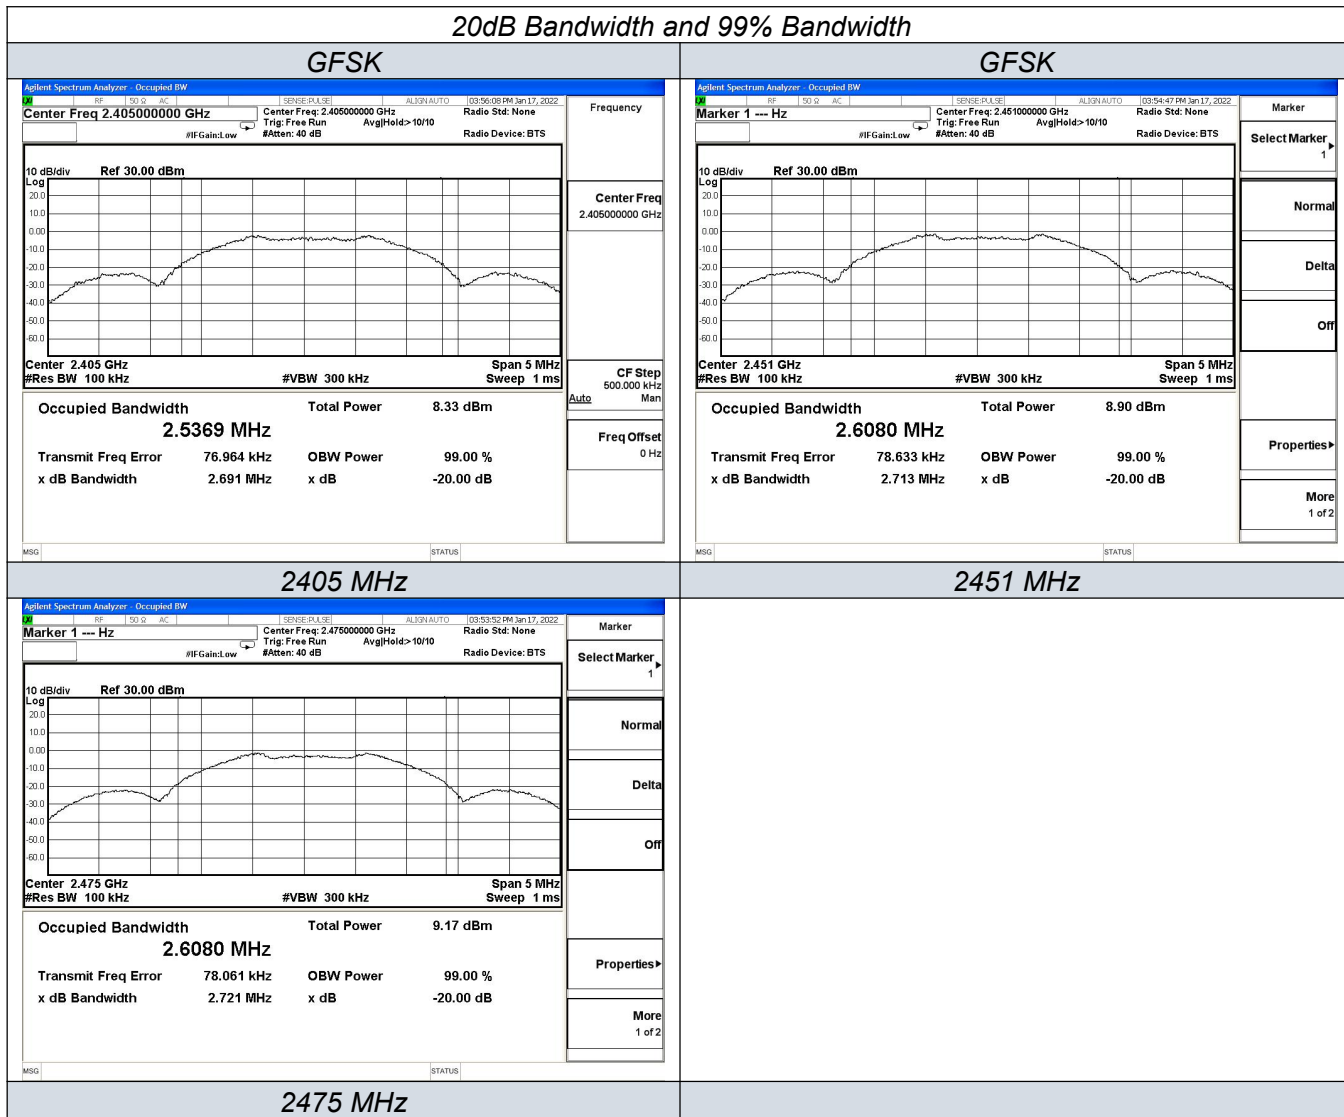 20dB Bandwidth and 99% Bandwidth
GFSK
GFSK
Agilent Spectrum Analyzer - Occupied BW
RF 50 Ω AC SENSE:PULSE ALIGN AUTO 03:56:08 PM Jan 17, 2022
Center Freq 2.405000000 GHz
Center Freq: 2.405000000 GHz
Radio Std: None
Trig: Free Run Avg|Hold:>10/10
#IFGain:Low #Atten: 40 dB Radio Device: BTS
10 dB/div Ref 30.00 dBm
Log
20.0
10.0
0.00
-10.0
-20.0
-30.0
-40.0
-50.0
-60.0
Center 2.405 GHz Span 5 MHz
#Res BW 100 kHz #VBW 300 kHz Sweep 1 ms
Occupied Bandwidth Total Power 8.33 dBm
2.5369 MHz
Transmit Freq Error 76.964 kHz OBW Power 99.00 %
x dB Bandwidth 2.691 MHz x dB -20.00 dB
MSG STATUS
Frequency
Center Freq
2.405000000 GHz
CF Step
500.000 kHz
Auto Man
Freq Offset
0 Hz
Agilent Spectrum Analyzer - Occupied BW
RF 50 Ω AC SENSE:PULSE ALIGN AUTO 03:54:47 PM Jan 17, 2022
Marker 1 --- Hz
Center Freq: 2.451000000 GHz
Radio Std: None
Trig: Free Run Avg|Hold:>10/10
#IFGain:Low #Atten: 40 dB Radio Device: BTS
10 dB/div Ref 30.00 dBm
Log
20.0
10.0
0.00
-10.0
-20.0
-30.0
-40.0
-50.0
-60.0
Center 2.451 GHz Span 5 MHz
#Res BW 100 kHz #VBW 300 kHz Sweep 1 ms
Occupied Bandwidth Total Power 8.90 dBm
2.6080 MHz
Transmit Freq Error 78.633 kHz OBW Power 99.00 %
x dB Bandwidth 2.713 MHz x dB -20.00 dB
MSG STATUS
Marker
Select Marker
1
Normal
Delta
Off
Properties
More
1 of 2
2405 MHz
2451 MHz
Agilent Spectrum Analyzer - Occupied BW
RF 50 Ω AC SENSE:PULSE ALIGN AUTO 03:53:52 PM Jan 17, 2022
Marker 1 --- Hz
Center Freq: 2.475000000 GHz
Radio Std: None
Trig: Free Run Avg|Hold:>10/10
#IFGain:Low #Atten: 40 dB Radio Device: BTS
10 dB/div Ref 30.00 dBm
Log
20.0
10.0
0.00
-10.0
-20.0
-30.0
-40.0
-50.0
-60.0
Center 2.475 GHz Span 5 MHz
#Res BW 100 kHz #VBW 300 kHz Sweep 1 ms
Occupied Bandwidth Total Power 9.17 dBm
2.6080 MHz
Transmit Freq Error 78.061 kHz OBW Power 99.00 %
x dB Bandwidth 2.721 MHz x dB -20.00 dB
MSG STATUS
Marker
Select Marker
1
Normal
Delta
Off
Properties
More
1 of 2
2475 MHz